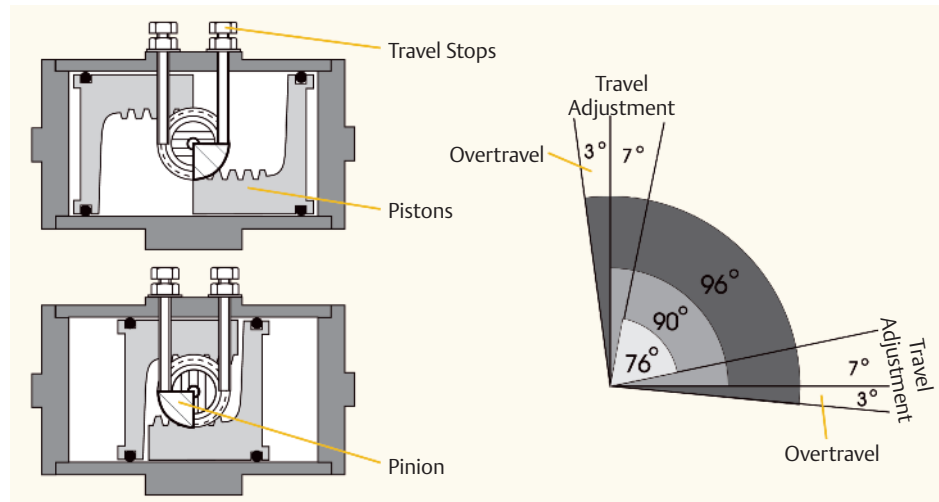 Travel Stops
Pistons
Pinion
Travel
Adjustment
Overtravel
3°
7°
96°
90°
76°
Travel
Adjustment
7°
3°
Overtravel